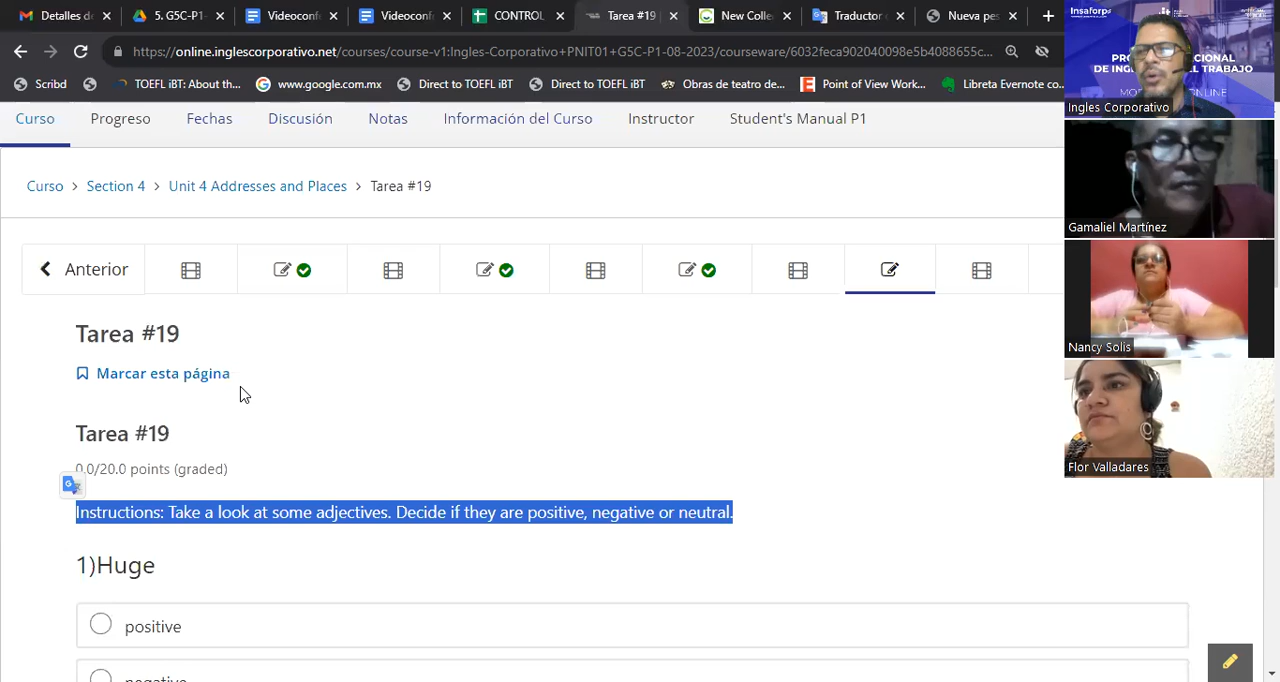 Detalles de
5. G5C-P1-
Videoconfe
Videoconfe
CONTROL
Tarea #19
New Colle
Traductor d
Nueva pes
https://online.inglescorporativo.net/courses/course-v1:Ingles-Corporativo+PNIT01+G5C-P1-08-2023/courseware/6032feca902040098e5b4088655c...
Scribd
TOEFL iBT: About th...
www.google.com.mx
Direct to TOEFL iBT
Direct to TOEFL iBT
Obras de teatro de...
Point of View Work...
Libreta Evernote co...
Curso
Progreso
Fechas
Discusión
Notas
Información del Curso
Instructor
Student's Manual P1
Curso > Section 4 > Unit 4 Addresses and Places > Tarea #19
Anterior
Tarea #19
Marcar esta página
Tarea #19
0.0/20.0 points (graded)
Instructions: Take a look at some adjectives. Decide if they are positive, negative or neutral.
1)Huge
positive
negative
Insaforp
Ingles Corporativo
Gamaliel Martínez
Nancy Solis
Flor Valladares